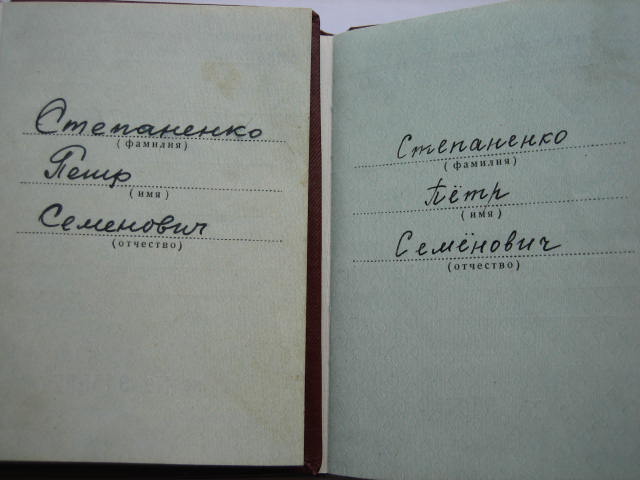 Степаненко
(фамилия)
Петр
(имя)
Семенович
(отчество)
Степаненко
(фамилия)
Пётр
(имя)
Семёнович
(отчество)